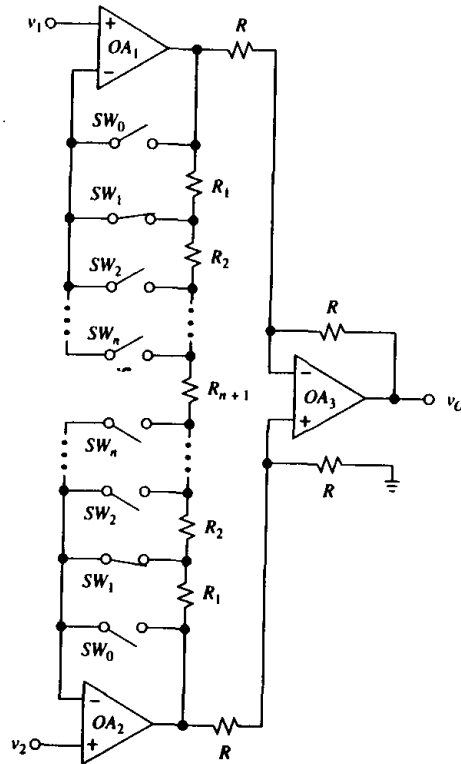 v₁
+
−
OA₁
R
SW₀
SW₁
R₁
SW₂
R₂
SWₙ
Rₙ₊₁
R
−
+
OA₃
v_O
SWₙ
R
SW₂
R₂
SW₁
R₁
SW₀
−
+
OA₂
v₂
R